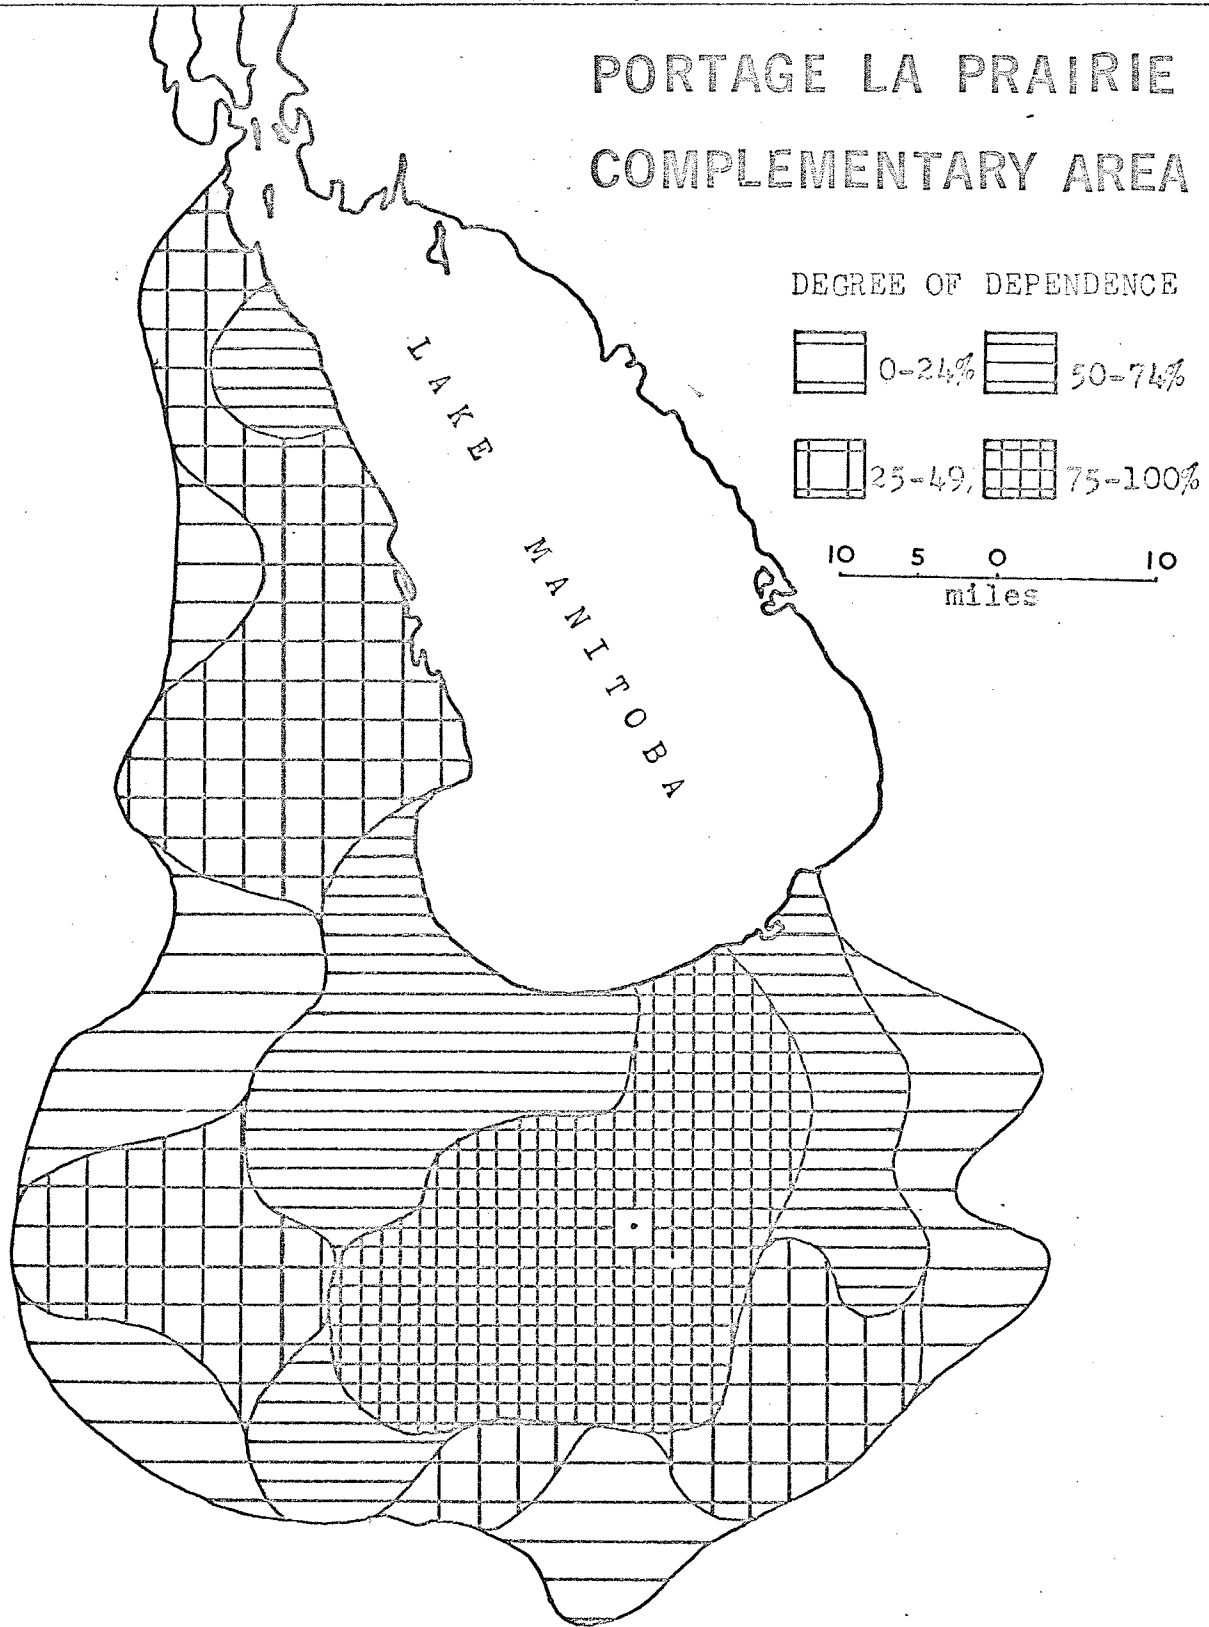 PORTAGE LA PRAIRIE
COMPLEMENTARY AREA
DEGREE OF DEPENDENCE
0-24% 50-74%
25-49, 75-100%
10 5 0 10
miles
LAKE MANITOBA